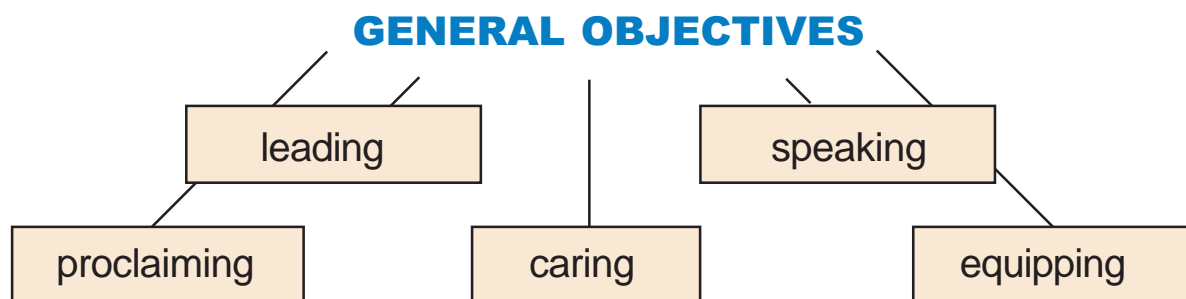 GENERAL OBJECTIVES
leading speaking
proclaiming caring equipping